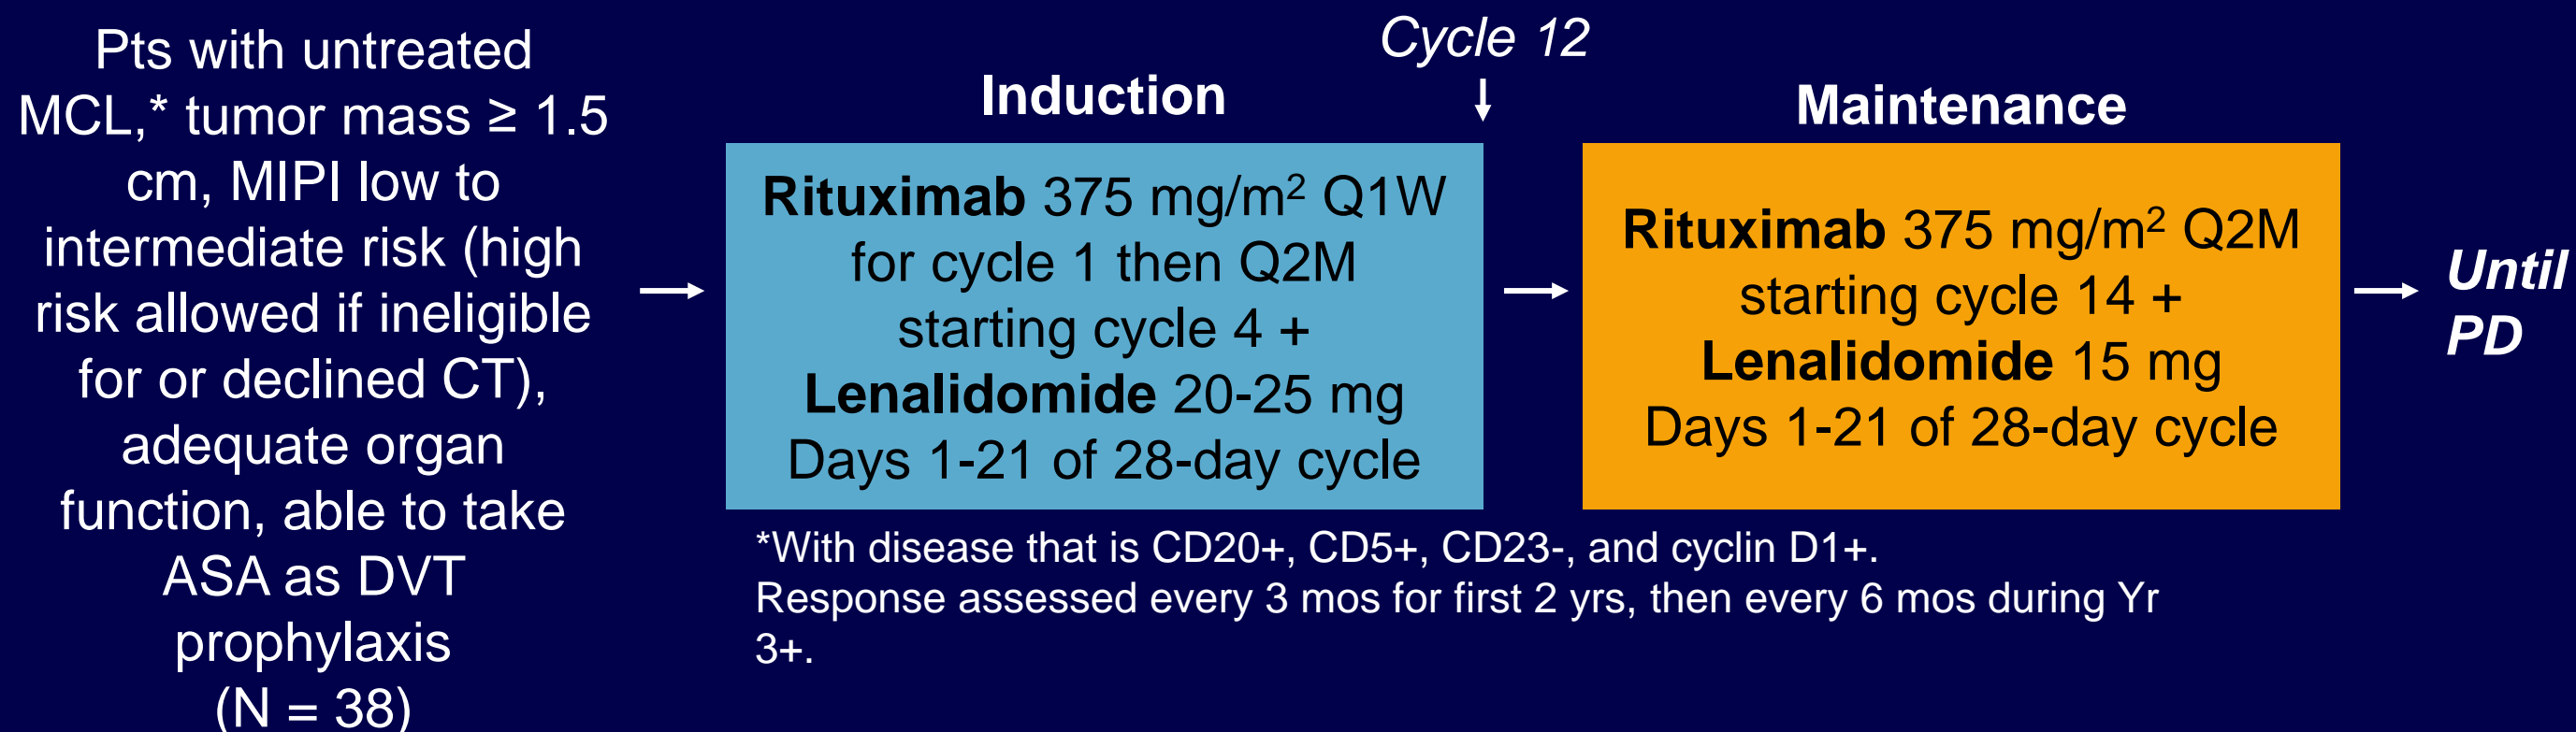 Pts with untreated
MCL,* tumor mass ≥ 1.5
cm, MIPI low to
intermediate risk (high
risk allowed if ineligible
for or declined CT),
adequate organ
function, able to take
ASA as DVT
prophylaxis
(N = 38)
Cycle 12
Induction
Rituximab 375 mg/m² Q1W
for cycle 1 then Q2M
starting cycle 4 +
Lenalidomide 20-25 mg
Days 1-21 of 28-day cycle
Maintenance
Rituximab 375 mg/m² Q2M
starting cycle 14 +
Lenalidomide 15 mg
Days 1-21 of 28-day cycle
Until
PD
*With disease that is CD20+, CD5+, CD23-, and cyclin D1+.
Response assessed every 3 mos for first 2 yrs, then every 6 mos during Yr
3+.